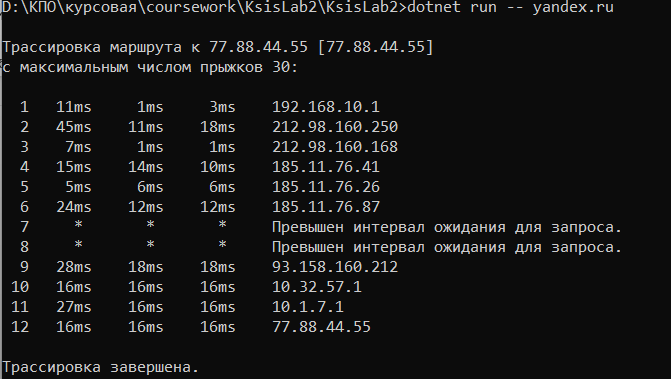 D:\КПО\курсовая\coursework\KsisLab2\KsisLab2>dotnet run -- yandex.ru
Трассировка маршрута к 77.88.44.55 [77.88.44.55]
с максимальным числом прыжков 30:
1 11ms 1ms 3ms 192.168.10.1
2 45ms 11ms 18ms 212.98.160.250
3 7ms 1ms 1ms 212.98.160.168
4 15ms 14ms 10ms 185.11.76.41
5 5ms 6ms 6ms 185.11.76.26
6 24ms 12ms 12ms 185.11.76.87
7 * * * Превышен интервал ожидания для запроса.
8 * * * Превышен интервал ожидания для запроса.
9 28ms 18ms 18ms 93.158.160.212
10 16ms 16ms 16ms 10.32.57.1
11 27ms 16ms 16ms 10.1.7.1
12 16ms 16ms 16ms 77.88.44.55
Трассировка завершена.